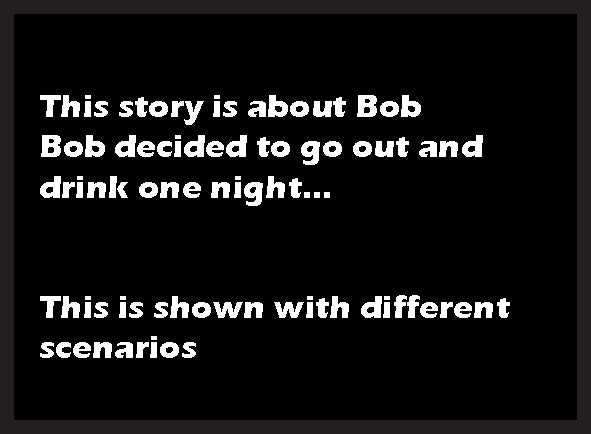 This story is about Bob
Bob decided to go out and
drink one night...
This is shown with different
scenarios